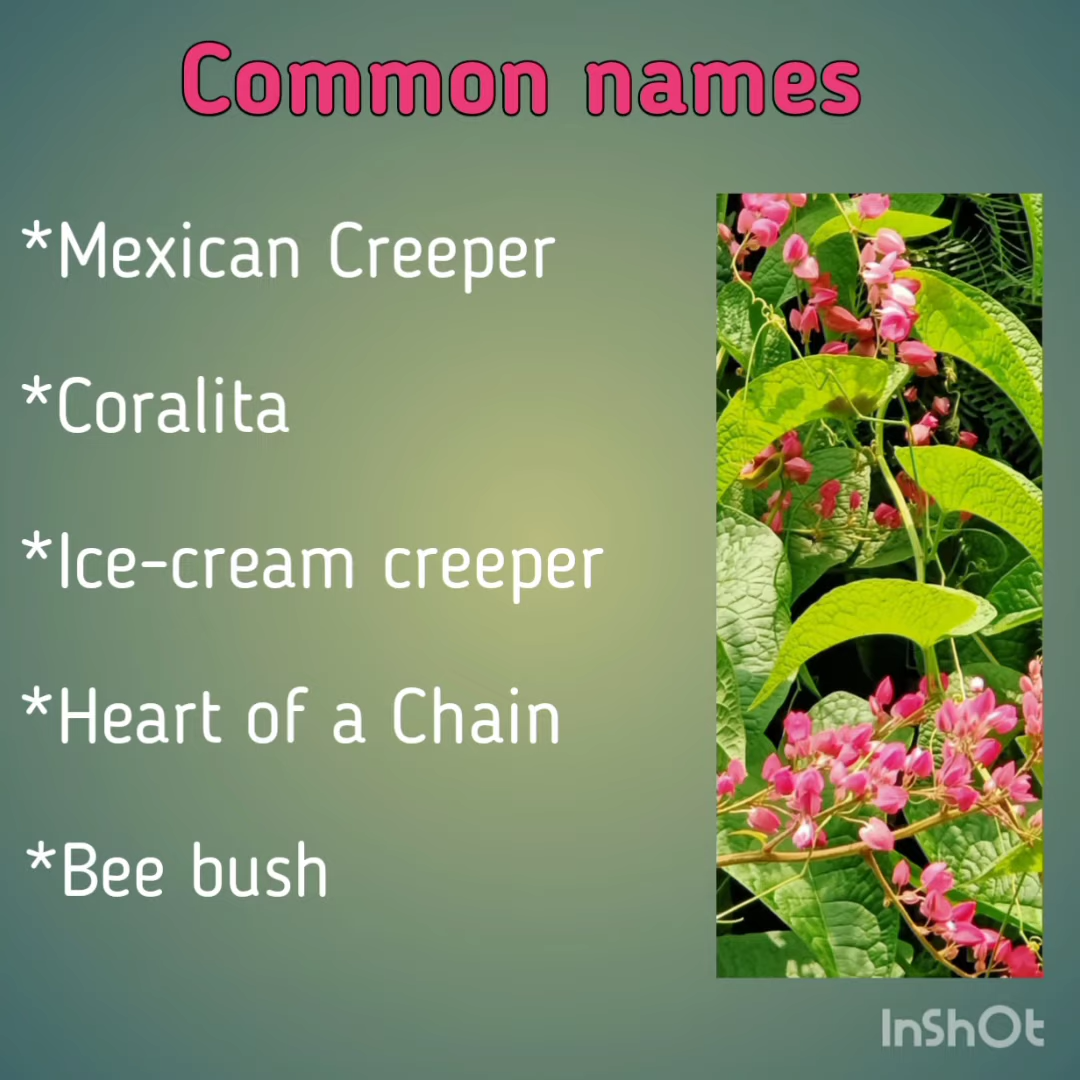 Common names
*Mexican Creeper
*Coralita
*Ice-cream creeper
*Heart of a Chain
*Bee bush
InShOt